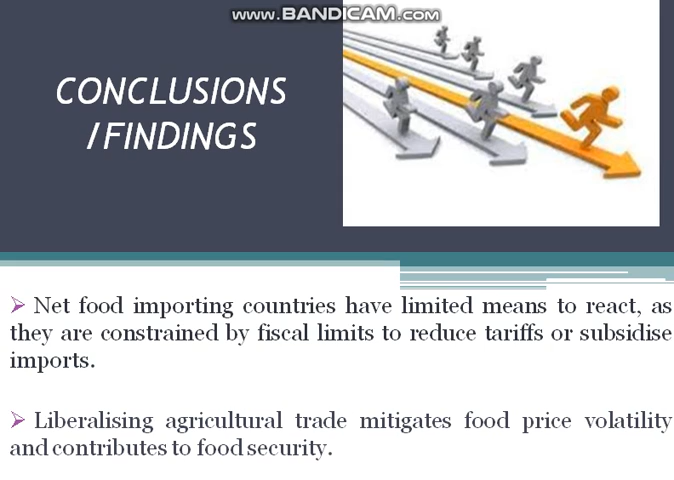 www.BANDICAM.com
CONCLUSIONS
/FINDINGS
➢ Net food importing countries have limited means to react, as
they are constrained by fiscal limits to reduce tariffs or subsidise
imports.
➢ Liberalising agricultural trade mitigates food price volatility
and contributes to food security.